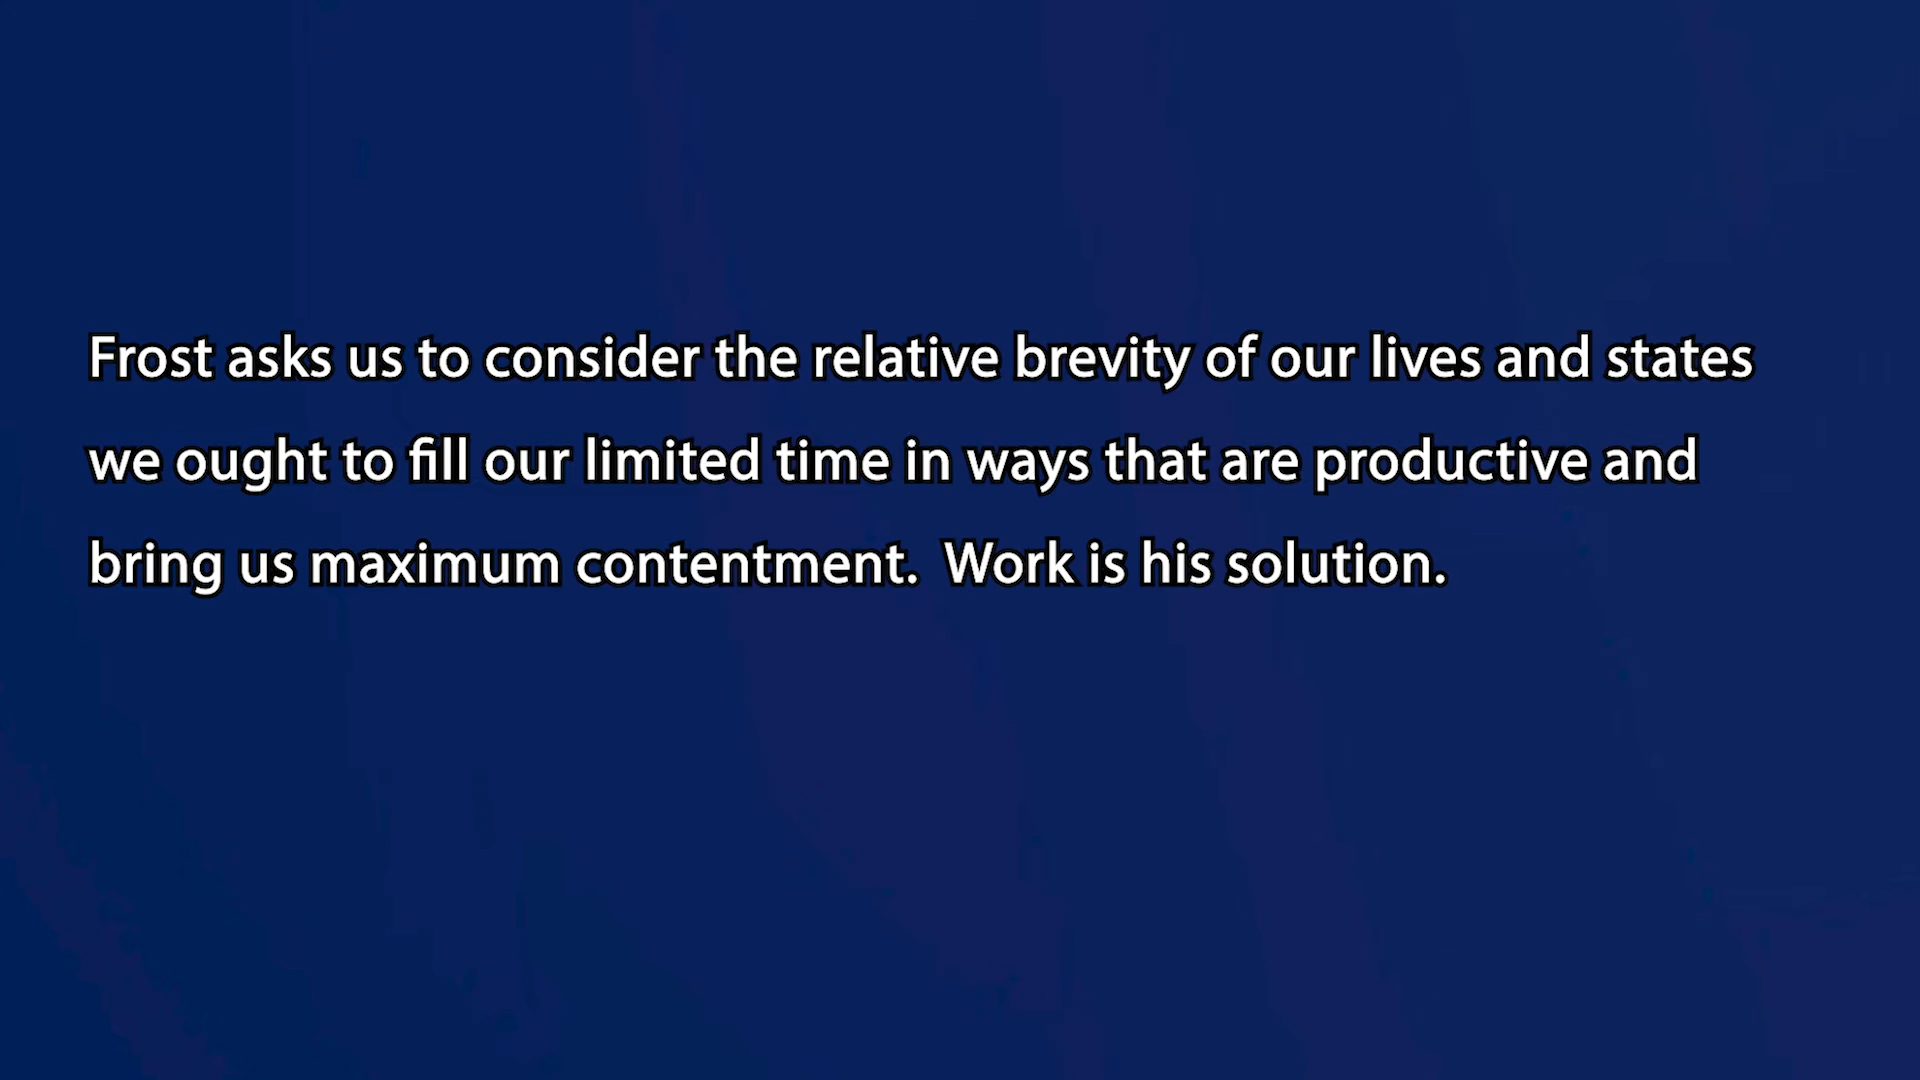 Frost asks us to consider the relative brevity of our lives and states
we ought to fill our limited time in ways that are productive and
bring us maximum contentment.  Work is his solution.